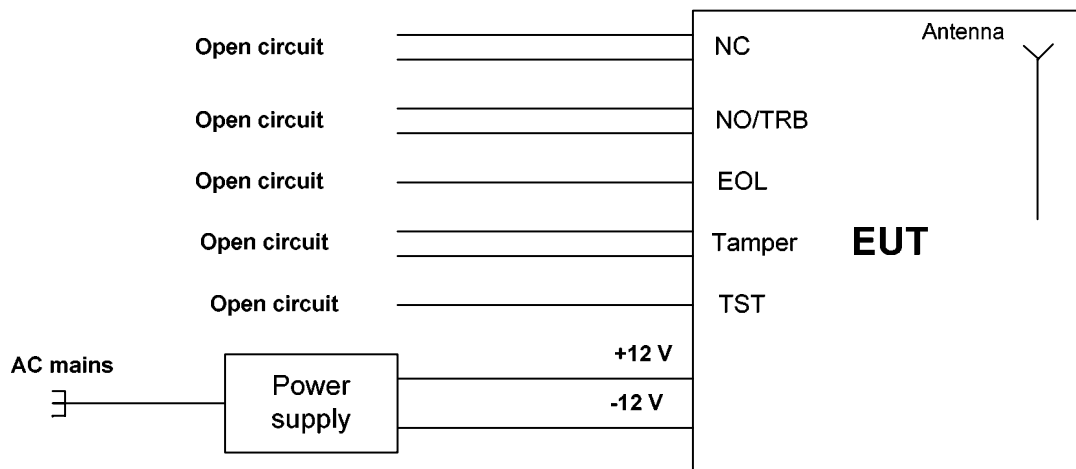 Open circuit
NC
Antenna
Open circuit
NO/TRB
Open circuit
EOL
Open circuit
Tamper
EUT
Open circuit
TST
AC mains
Power
supply
+12 V
-12 V